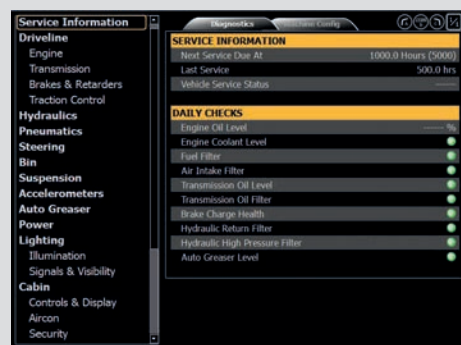 Service Information
Driveline
Engine
Transmission
Brakes & Retarders
Traction Control
Hydraulics
Pneumatics
Steering
Bin
Suspension
Accelerometers
Auto Greaser
Power
Lighting
Illumination
Signals & Visibility
Cabin
Controls & Display
Aircon
Security
Diagnostics
Machine Config
SERVICE INFORMATION
Next Service Due At 1000.0 Hours (5000)
Last Service 500.0 hrs
Vehicle Service Status -----
DAILY CHECKS
Engine Oil Level ----- %
Engine Coolant Level
Fuel Filter
Air Intake Filter
Transmission Oil Level
Transmission Oil Filter
Brake Charge Health
Hydraulic Return Filter
Hydraulic High Pressure Filter
Auto Greaser Level